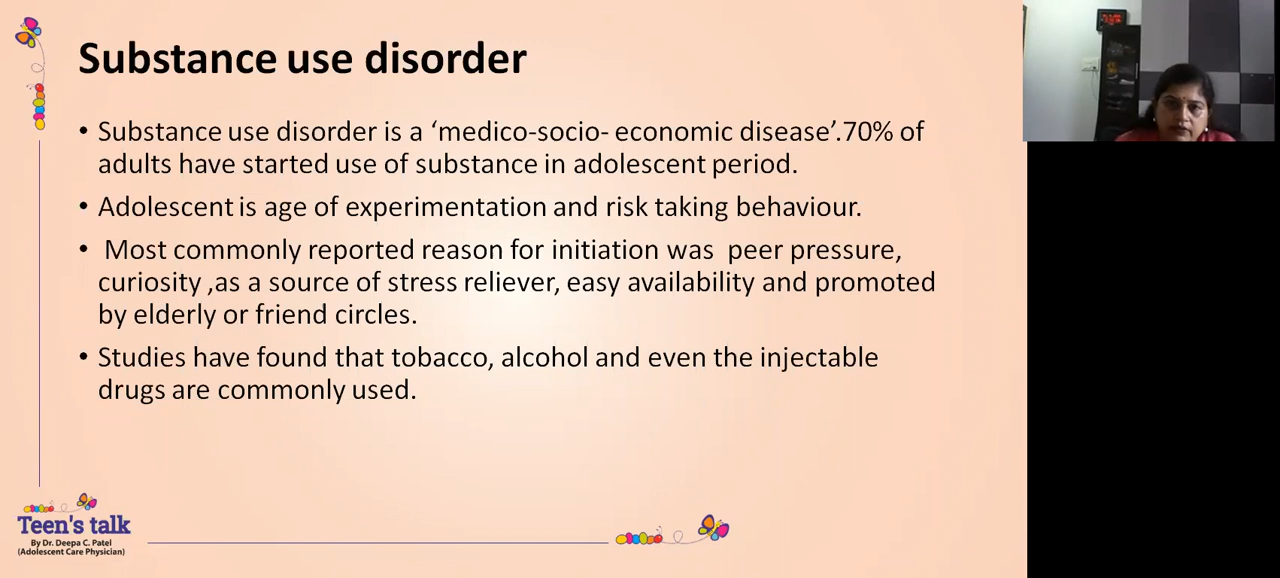 Substance use disorder
• Substance use disorder is a ‘medico-socio- economic disease’.70% of
adults have started use of substance in adolescent period.
• Adolescent is age of experimentation and risk taking behaviour.
• Most commonly reported reason for initiation was peer pressure,
curiosity ,as a source of stress reliever, easy availability and promoted
by elderly or friend circles.
• Studies have found that tobacco, alcohol and even the injectable
drugs are commonly used.
Teen's talk
By Dr. Deepa C. Patel
(Adolescent Care Physician)